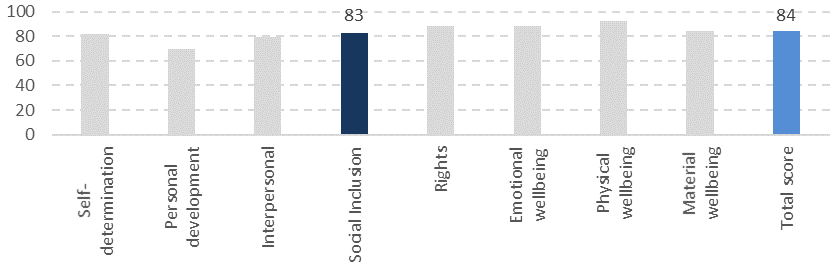 100
80
60
40
20
0
83
84
Self-
determination
Personal
development
Interpersonal
Social Inclusion
Rights
Emotional
wellbeing
Physical
wellbeing
Material
wellbeing
Total score